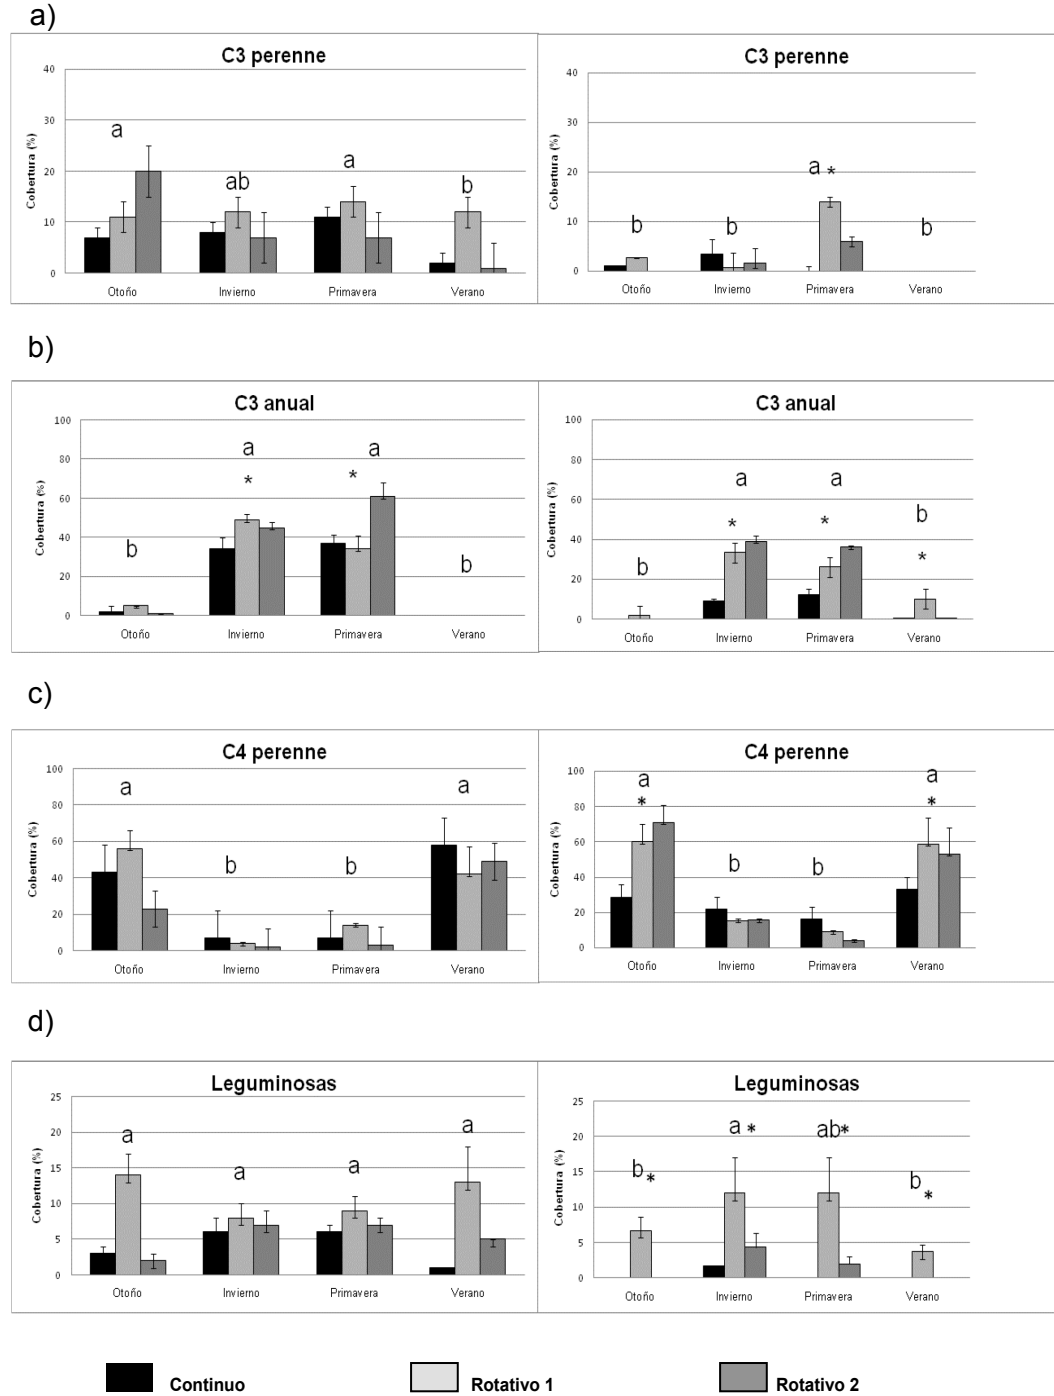 a)
C3 perenne
Cobertura (%)
40
30
20
10
0
a
ab
a
b
Otoño Invierno Primavera Verano
C3 perenne
Cobertura (%)
40
30
20
10
0
b
b
a *
b
Otoño Invierno Primavera Verano
b)
C3 anual
Cobertura (%)
100
80
60
40
20
0
b
a
*
a
*
b
Otoño Invierno Primavera Verano
C3 anual
Cobertura (%)
100
80
60
40
20
0
b
a
*
a
*
b
*
Otoño Invierno Primavera Verano
c)
C4 perenne
Cobertura (%)
100
80
60
40
20
0
a
b
b
a
Otoño Invierno Primavera Verano
C4 perenne
Cobertura (%)
100
80
60
40
20
0
a
*
b
b
a
*
Otoño Invierno Primavera Verano
d)
Leguminosas
Cobertura (%)
25
20
15
10
5
0
a
a
a
a
Otoño Invierno Primavera Verano
Leguminosas
Cobertura (%)
25
20
15
10
5
0
b*
a *
ab*
b*
Otoño Invierno Primavera Verano
Continuo Rotativo 1 Rotativo 2